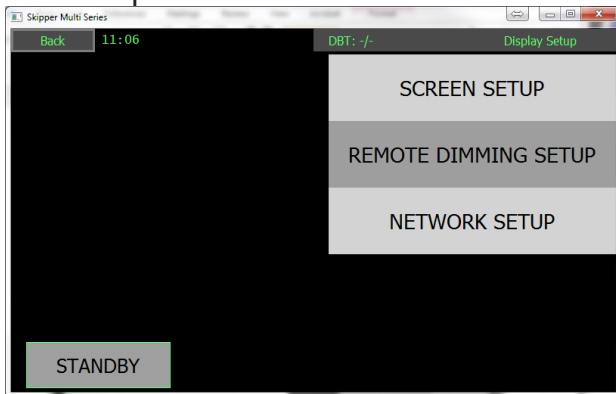 Skipper Multi Series
Back 11:06 DBT: -/- Display Setup
SCREEN SETUP
REMOTE DIMMING SETUP
NETWORK SETUP
STANDBY